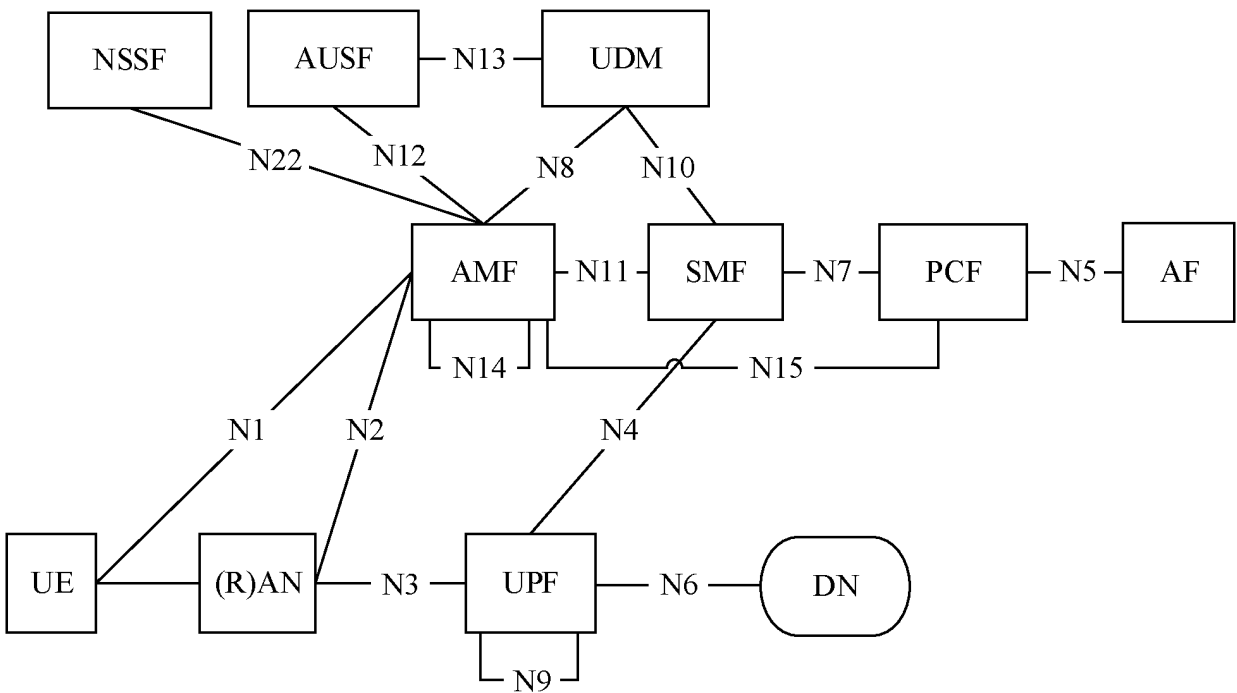 NSSF
AUSF
N13
UDM
N22
N12
N8
N10
AMF
N11
SMF
N7
PCF
N5
AF
N14
N15
N1
N2
N4
UE
(R)AN
N3
UPF
N6
DN
N9